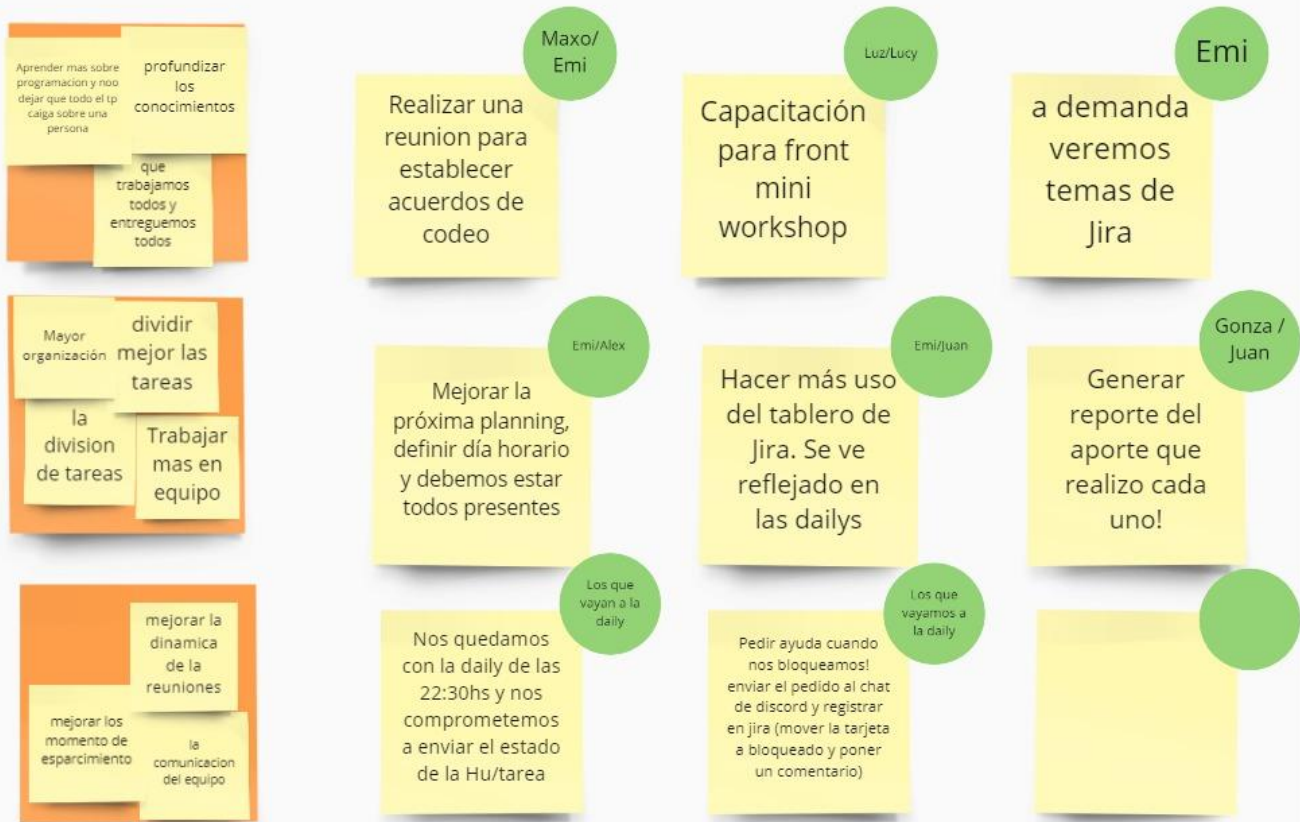 Aprender mas sobre
programacion y noo
dejar que todo el tp
caiga sobre una
persona
profundizar
los
conocimientos
que
trabajamos
todos y
entreguemos
todos
Maxo/
Emi
Realizar una
reunion para
establecer
acuerdos de
codeo
Luz/Lucy
Capacitación
para front
mini
workshop
Emi
a demanda
veremos
temas de
Jira
Mayor
organización
dividir
mejor las
tareas
la
division
de tareas
Trabajar
mas en
equipo
Emi/Alex
Mejorar la
próxima planning,
definir día horario
y debemos estar
todos presentes
Emi/Juan
Hacer más uso
del tablero de
Jira. Se ve
reflejado en
las dailys
Gonza /
Juan
Generar
reporte del
aporte que
realizo cada
uno!
mejorar la
dinamica
de la
reuniones
mejorar los
momento de
esparcimiento
la
comunicacion
del equipo
Los que
vayan a la
daily
Nos quedamos
con la daily de las
22:30hs y nos
comprometemos
a enviar el estado
de la Hu/tarea
Los que
vayamos a
la daily
Pedir ayuda cuando
nos bloqueamos!
enviar el pedido al chat
de discord y registrar
en jira (mover la tarjeta
a bloqueado y poner
un comentario)